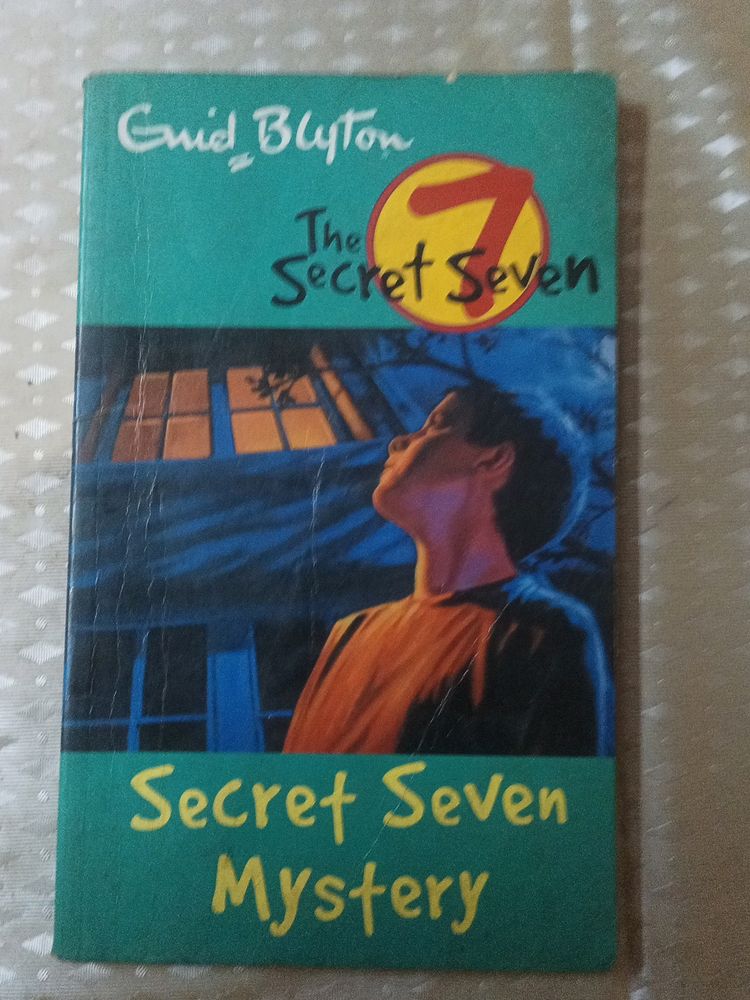 Enid Blyton
7
The
Secret Seven
Secret Seven
Mystery